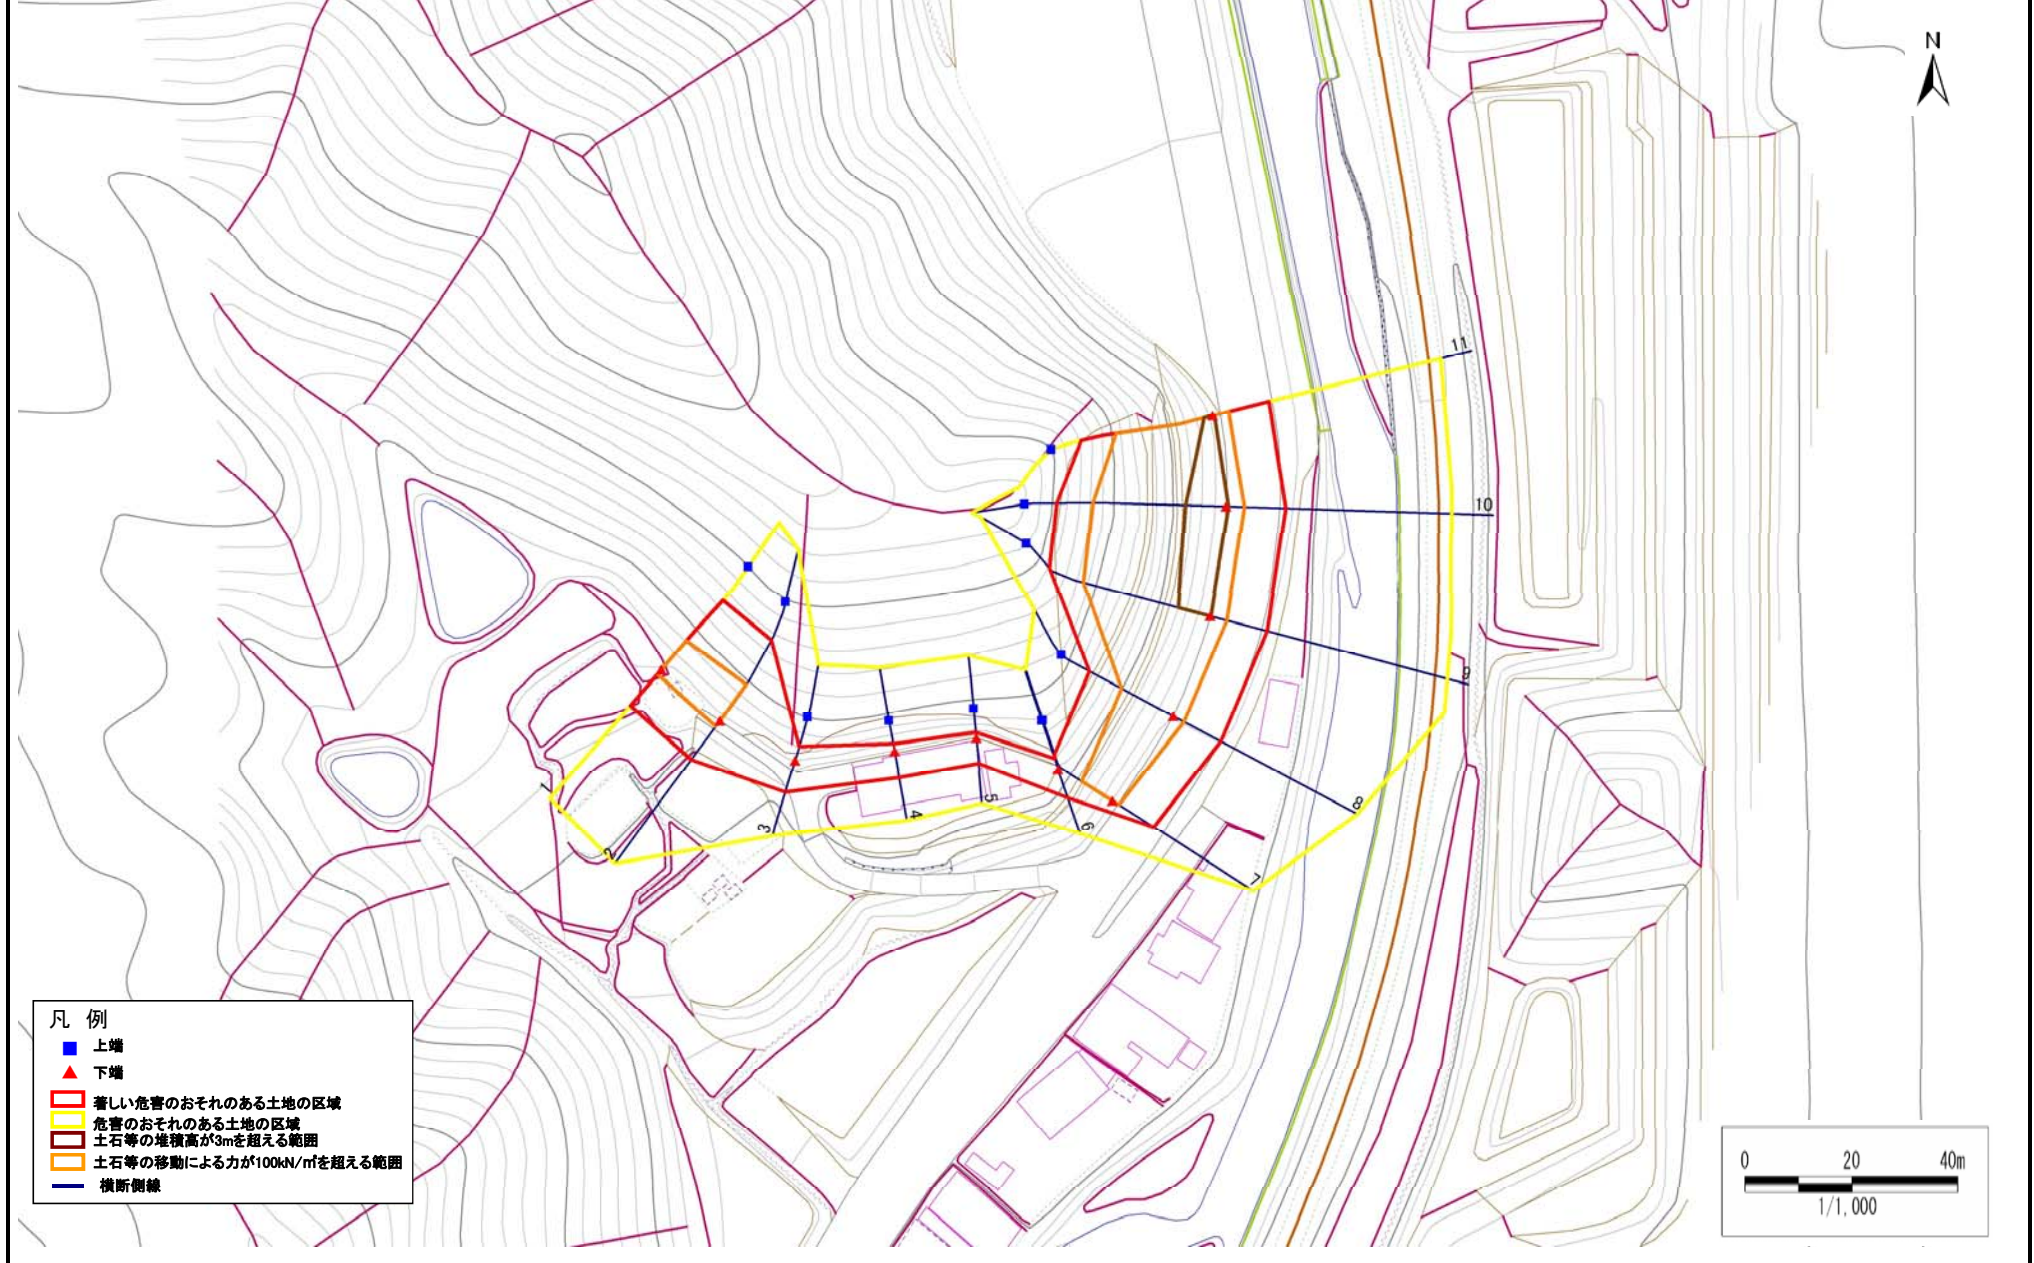 N
11
10
9
8
7
6
5
4
3
2
1
凡 例
上端
下端
著しい危害のおそれのある土地の区域
危害のおそれのある土地の区域
土石等の堆積高が3mを超える範囲
土石等の移動による力が100kN/㎡を超える範囲
横断側線
0 20 40m
1/1,000